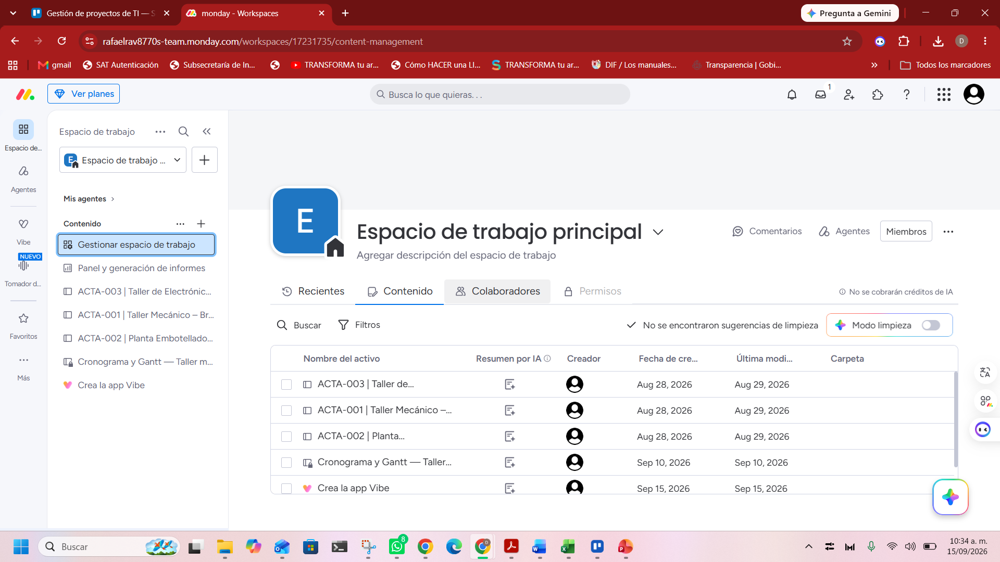 Gestión de proyectos de TI — S
monday - Workspaces
Pregunta a Gemini
rafaelrav8770s-team.monday.com/workspaces/17231735/content-management
D
gmail
SAT Autenticación
Subsecretaría de In...
TRANSFORMA tu ar...
Cómo HACER una LI...
TRANSFORMA tu ar...
DIF / Los manuales...
Transparencia | Gobi...
Todos los marcadores
Ver planes
Busca lo que quieras. . .
1
Espacio de...
Agentes
Vibe
NUEVO
Tomador d...
Favoritos
Más
Espacio de trabajo
E
Espacio de trabajo ...
Mis agentes
Contenido
Gestionar espacio de trabajo
Panel y generación de informes
ACTA-003 | Taller de Electrónic...
ACTA-001 | Taller Mecánico – Br...
ACTA-002 | Planta Embotellado...
Cronograma y Gantt — Taller m...
Crea la app Vibe
E
Espacio de trabajo principal
Agregar descripción del espacio de trabajo
Comentarios
Agentes
Miembros
Recientes
Contenido
Colaboradores
Permisos
No se cobrarán créditos de IA
Buscar
Filtros
No se encontraron sugerencias de limpieza
Modo limpieza
Nombre del activo
Resumen por IA
Creador
Fecha de cre...
Última modi...
Carpeta
ACTA-003 | Taller de...
Aug 28, 2026
Aug 29, 2026
ACTA-001 | Taller Mecánico –...
Aug 28, 2026
Aug 29, 2026
ACTA-002 | Planta...
Aug 28, 2026
Aug 29, 2026
Cronograma y Gantt — Taller...
Sep 10, 2026
Sep 10, 2026
Crea la app Vibe
Sep 15, 2026
Sep 15, 2026
Buscar
8
10:34 a. m.
15/09/2026